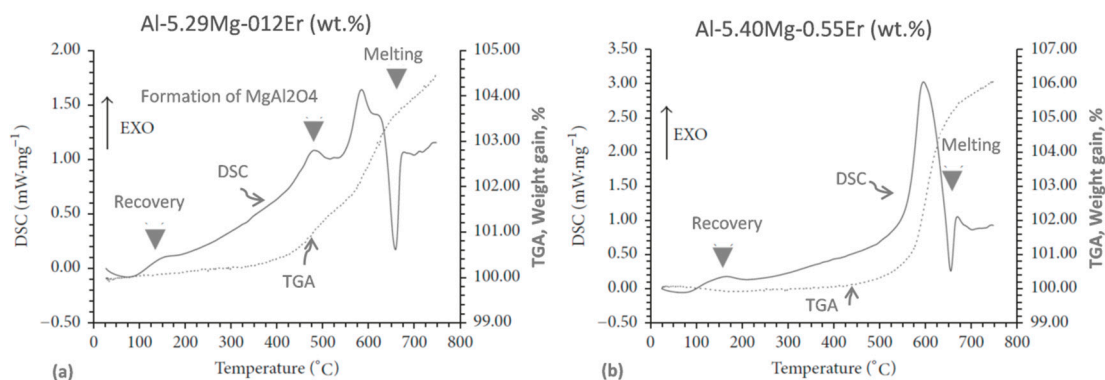 Al-5.29Mg-012Er (wt.%)
2.00
1.50
1.00
0.50
0.00
−0.50
DSC (mW·mg⁻¹)
EXO
Recovery
Formation of MgAl2O4
DSC
TGA
Melting
105.00
104.00
103.00
102.00
101.00
100.00
99.00
TGA, Weight gain, %
0 100 200 300 400 500 600 700 800
Temperature (°C)
(a)
Al-5.40Mg-0.55Er (wt.%)
3.50
3.00
2.50
2.00
1.50
1.00
0.50
0.00
−0.50
DSC (mW·mg⁻¹)
EXO
Recovery
DSC
TGA
Melting
107.00
106.00
105.00
104.00
103.00
102.00
101.00
100.00
99.00
TGA, Weight gain, %
0 100 200 300 400 500 600 700 800
Temperature (°C)
(b)